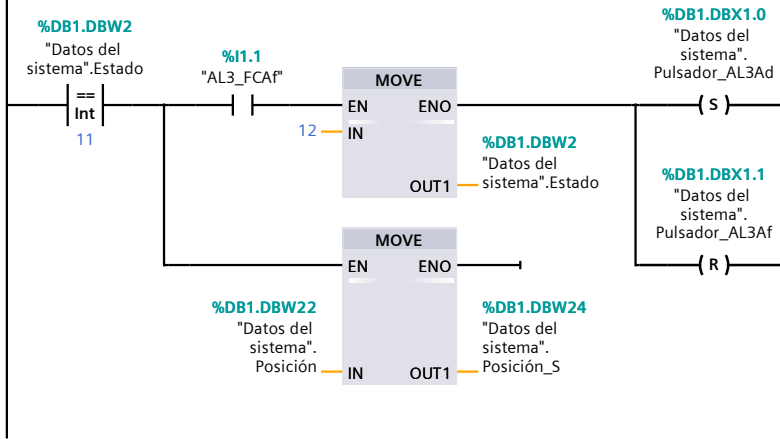 %DB1.DBW2
"Datos del
sistema".Estado
==
Int
11
%I1.1
"AL3_FCAf"
MOVE
EN
ENO
12
IN
OUT1
%DB1.DBW2
"Datos del
sistema".Estado
%DB1.DBX1.0
"Datos del
sistema".
Pulsador_AL3Ad
S
%DB1.DBX1.1
"Datos del
sistema".
Pulsador_AL3Af
R
MOVE
EN
ENO
%DB1.DBW22
"Datos del
sistema".
Posición
IN
OUT1
%DB1.DBW24
"Datos del
sistema".
Posición_S